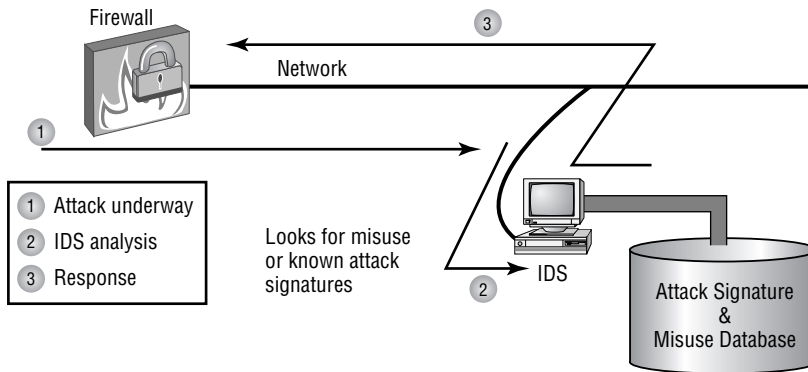 Firewall
3
Network
1
1 Attack underway
2 IDS analysis
3 Response
Looks for misuse
or known attack
signatures
2
IDS
Attack Signature
&
Misuse Database